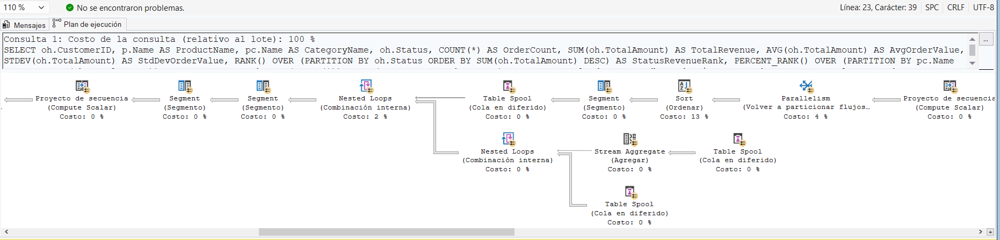 110 %
No se encontraron problemas.
Línea: 23, Carácter: 39
SPC
CRLF
UTF-8
Mensajes
Plan de ejecución
Consulta 1: Costo de la consulta (relativo al lote): 100 %
SELECT oh.CustomerID, p.Name AS ProductName, pc.Name AS CategoryName, oh.Status, COUNT(*) AS OrderCount, SUM(oh.TotalAmount) AS TotalRevenue, AVG(oh.TotalAmount) AS AvgOrderValue,
STDEV(oh.TotalAmount) AS StdDevOrderValue, RANK() OVER (PARTITION BY oh.Status ORDER BY SUM(oh.TotalAmount) DESC) AS StatusRevenueRank, PERCENT_RANK() OVER (PARTITION BY pc.Name
...
Proyecto de secuencia
(Compute Scalar)
Costo: 0 %
Segment
(Segmento)
Costo: 0 %
Segment
(Segmento)
Costo: 0 %
Nested Loops
(Combinación interna)
Costo: 2 %
Table Spool
(Cola en diferido)
Costo: 0 %
Segment
(Segmento)
Costo: 0 %
Sort
(Ordenar)
Costo: 13 %
Parallelism
(Volver a particionar flujos…
Costo: 4 %
Proyecto de secuencia
(Compute Scalar)
Costo: 0 %
Nested Loops
(Combinación interna)
Costo: 0 %
Stream Aggregate
(Agregar)
Costo: 0 %
Table Spool
(Cola en diferido)
Costo: 0 %
Table Spool
(Cola en diferido)
Costo: 0 %